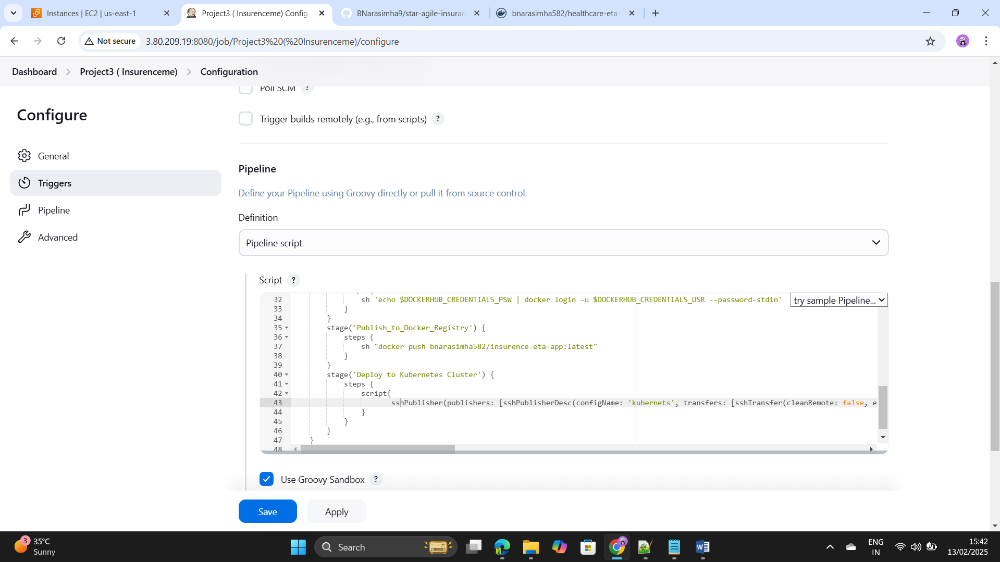 Instances | EC2 | us-east-1
Project3 ( Insurenceme) Config
BNarasimha9/star-agile-insuran
bnarasimha582/healthcare-eta-
Not secure
3.80.209.19:8080/job/Project3%20(%20Insurenceme)/configure
Dashboard
Project3 ( Insurenceme)
Configuration
Poll SCM ?
Configure
Trigger builds remotely (e.g., from scripts) ?
General
Triggers
Pipeline
Advanced
Pipeline
Define your Pipeline using Groovy directly or pull it from source control.
Definition
Pipeline script
Script ?
try sample Pipeline...
32 sh 'echo $DOCKERHUB_CREDENTIALS_PSW | docker login -u $DOCKERHUB_CREDENTIALS_USR --password-stdin'
33 }
34 }
35 stage('Publish_to_Docker_Registry') {
36 steps {
37 sh "docker push bnarasimha582/insurence-eta-app:latest"
38 }
39 }
40 stage('Deploy to Kubernetes Cluster') {
41 steps {
42 script{
43 sshPublisher(publishers: [sshPublisherDesc(configName: 'kubernets', transfers: [sshTransfer(cleanRemote: false, e
44 }
45 }
46 }
47 }
48
Use Groovy Sandbox ?
Save
Apply
3
35°C
Sunny
Search
ENG
IN
15:42
13/02/2025